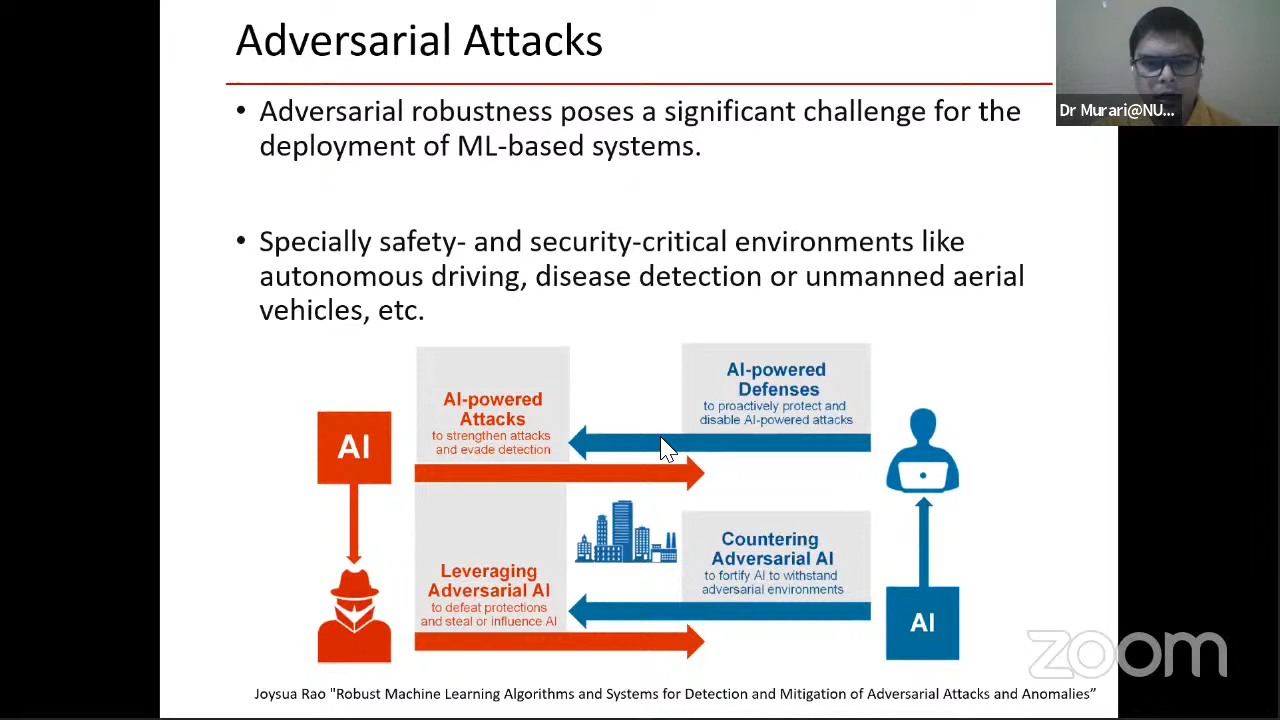 Adversarial Attacks
Dr Murari@NU...
• Adversarial robustness poses a significant challenge for the
deployment of ML-based systems.
• Specially safety- and security-critical environments like
autonomous driving, disease detection or unmanned aerial
vehicles, etc.
AI-powered
Attacks
to strengthen attacks
and evade detection
AI-powered
Defenses
to proactively protect and
disable AI-powered attacks
AI
Leveraging
Adversarial AI
to defeat protections
and steal or influence AI
Countering
Adversarial AI
to fortify AI to withstand
adversarial environments
AI
zoom
Joysua Rao "Robust Machine Learning Algorithms and Systems for Detection and Mitigation of Adversarial Attacks and Anomalies”